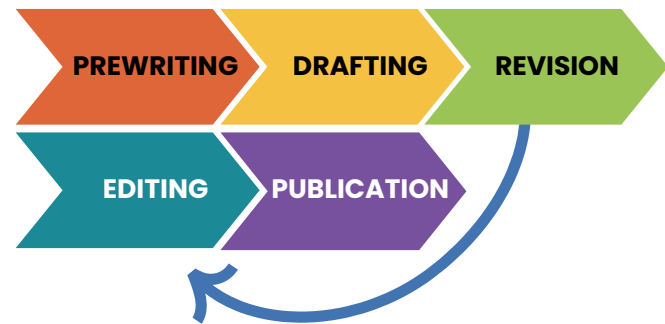 PREWRITING
DRAFTING
REVISION
EDITING
PUBLICATION